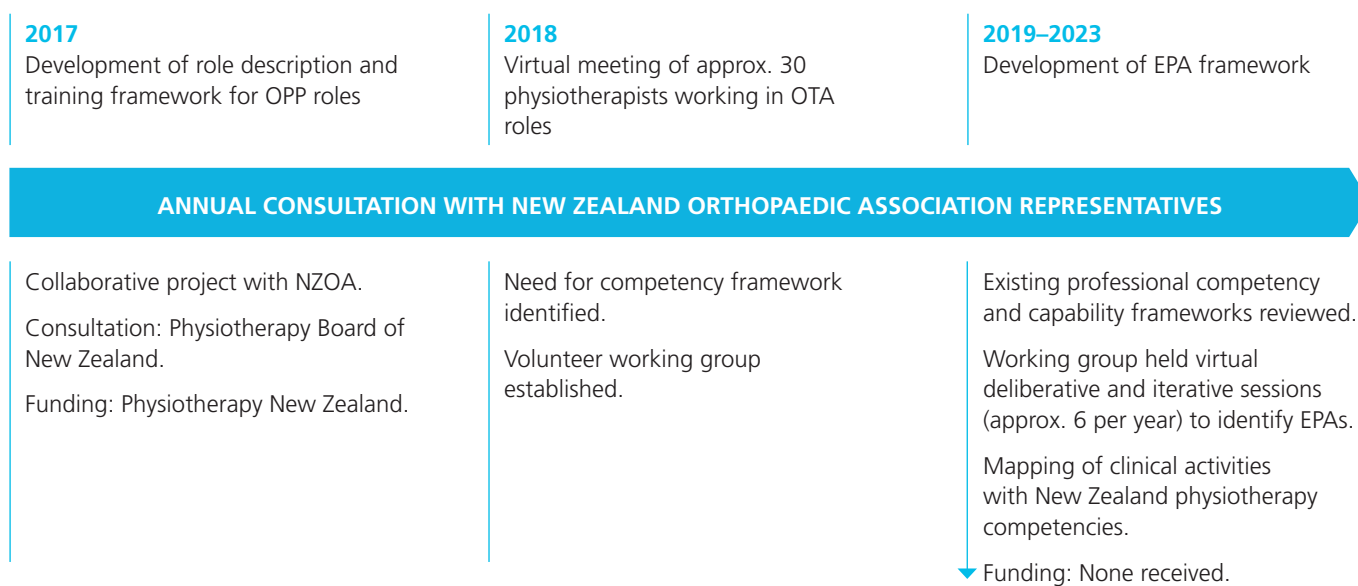 2017
Development of role description and
training framework for OPP roles
2018
Virtual meeting of approx. 30
physiotherapists working in OTA
roles
2019–2023
Development of EPA framework
ANNUAL CONSULTATION WITH NEW ZEALAND ORTHOPAEDIC ASSOCIATION REPRESENTATIVES
Collaborative project with NZOA.
Consultation: Physiotherapy Board of
New Zealand.
Funding: Physiotherapy New Zealand.
Need for competency framework
identified.
Volunteer working group
established.
Existing professional competency
and capability frameworks reviewed.
Working group held virtual
deliberative and iterative sessions
(approx. 6 per year) to identify EPAs.
Mapping of clinical activities
with New Zealand physiotherapy
competencies.
Funding: None received.